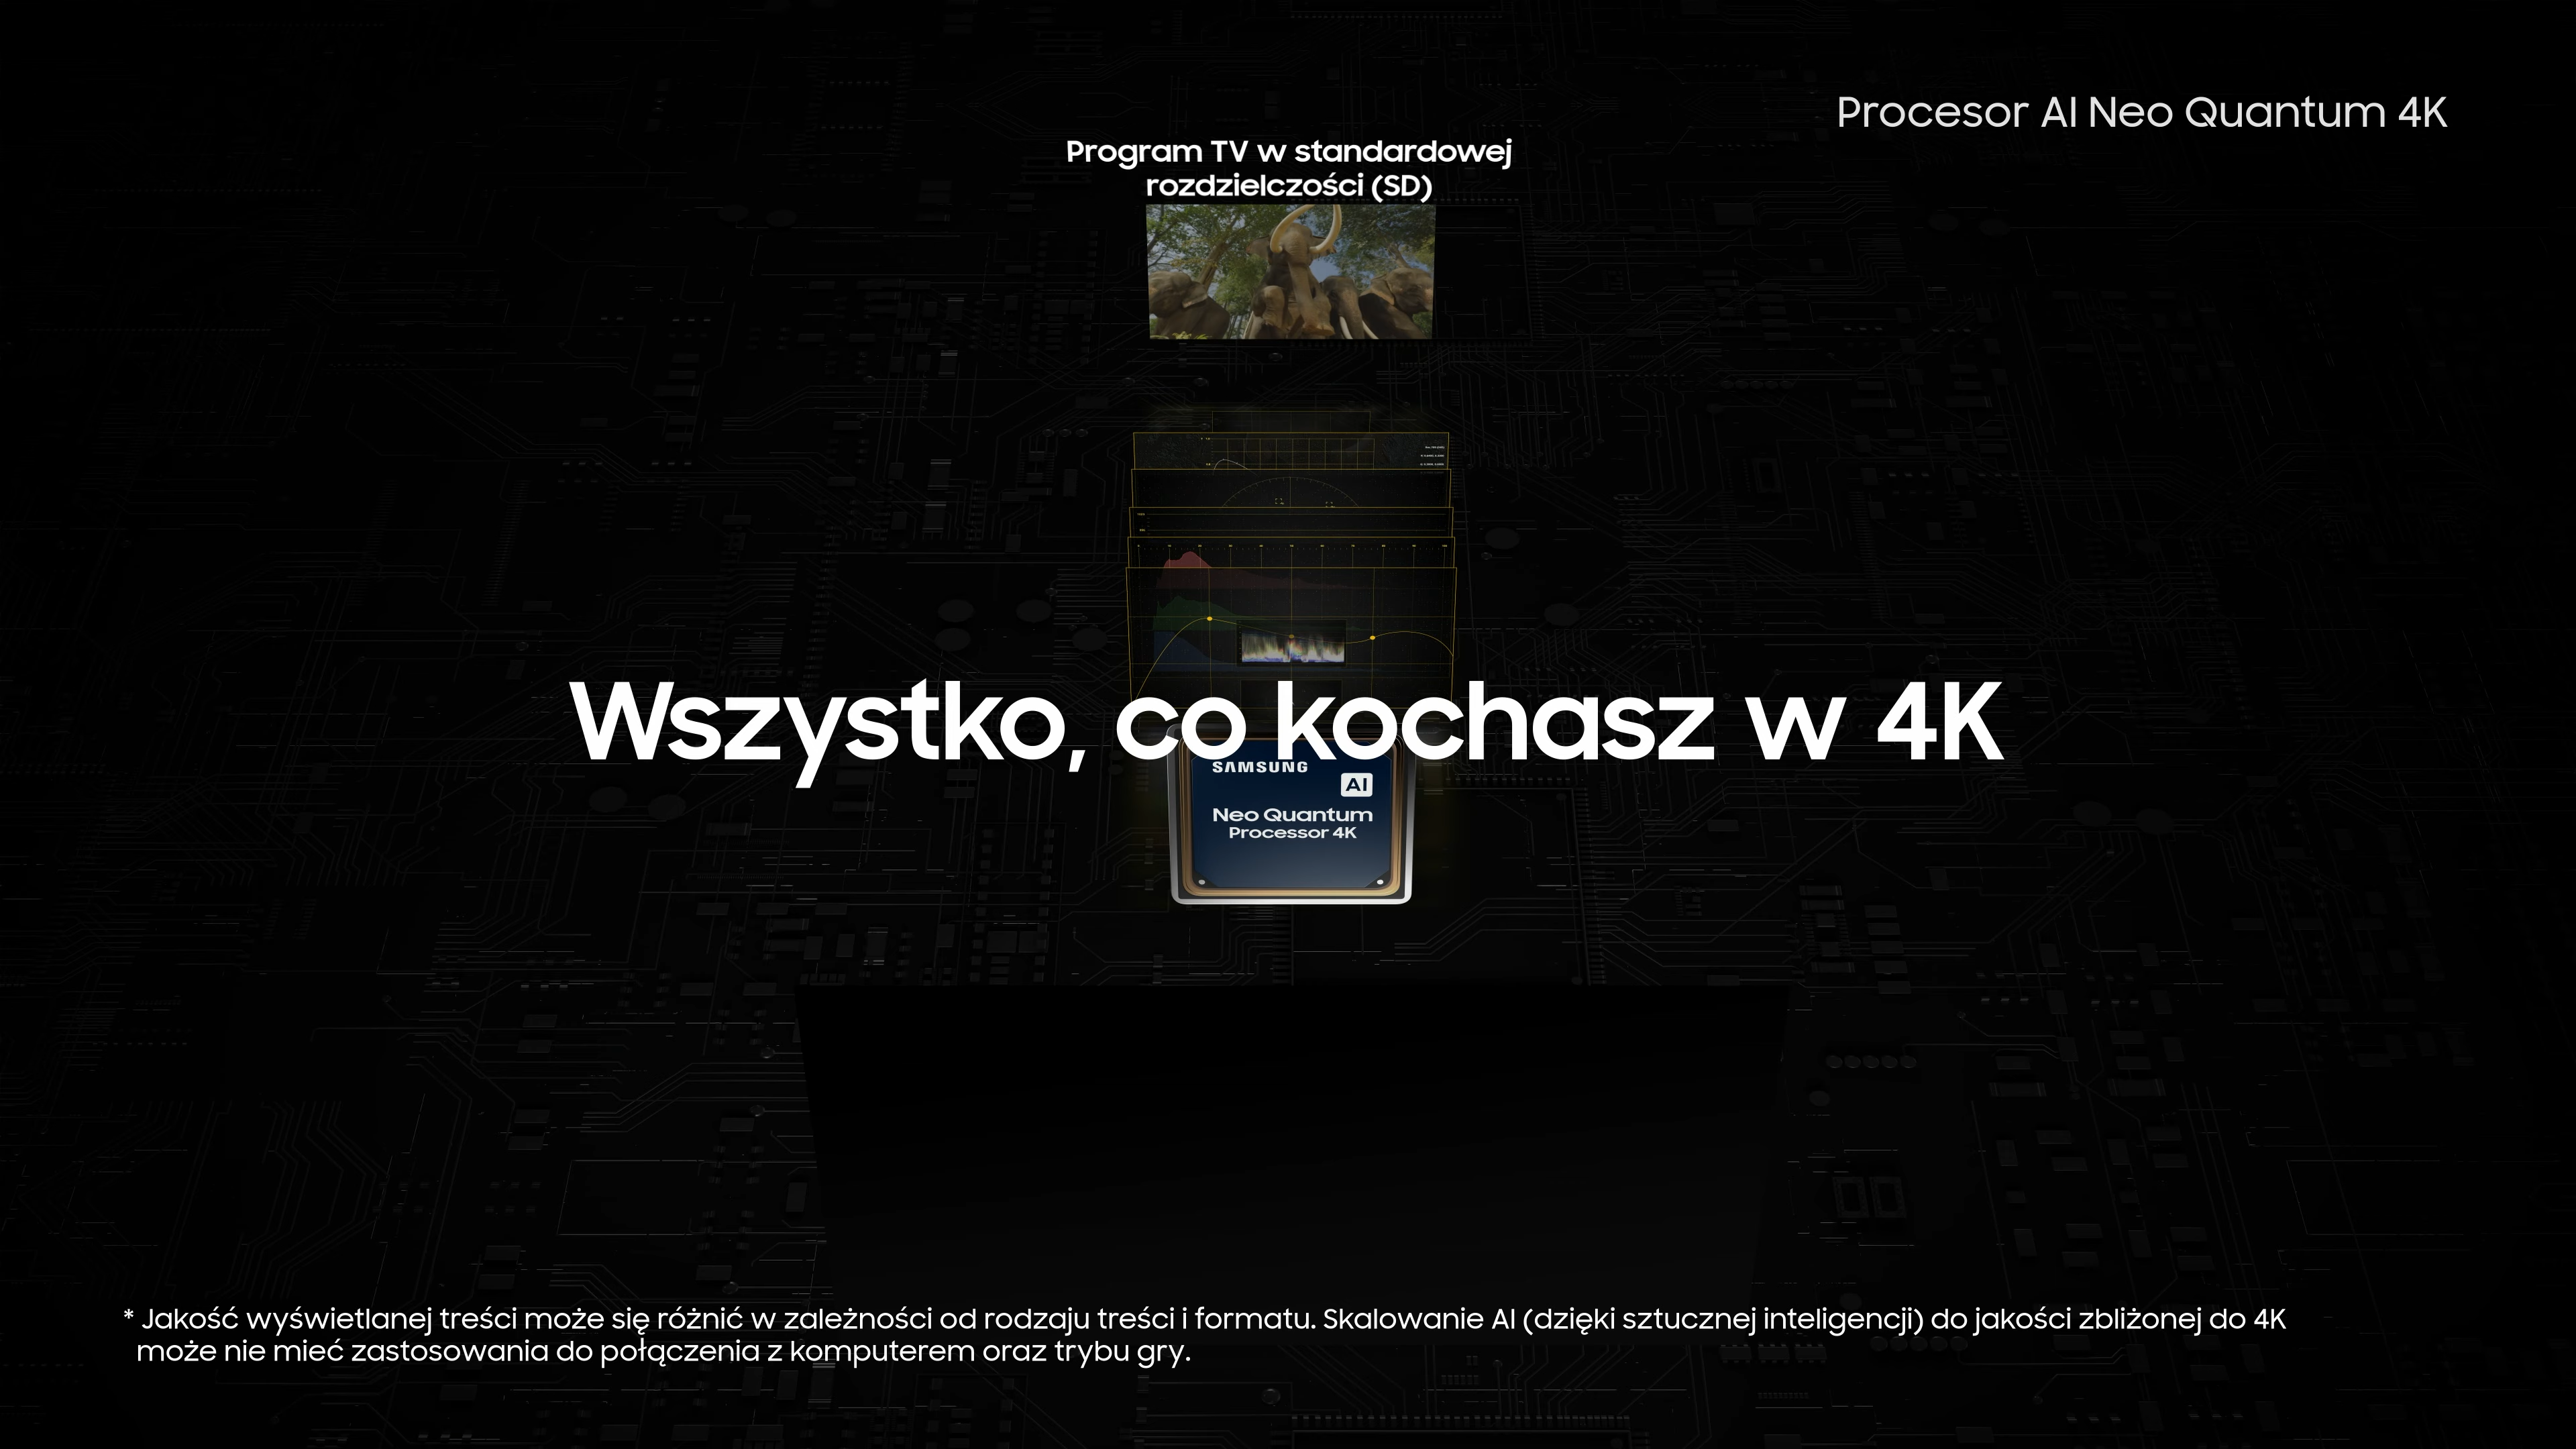 Procesor AI Neo Quantum 4K
Program TV w standardowej
rozdzielczości (SD)
Wszystko, co kochasz w 4K
SAMSUNG
AI
Neo Quantum
Processor 4K
* Jakość wyświetlanej treści może się różnić w zależności od rodzaju treści i formatu. Skalowanie AI (dzięki sztucznej inteligencji) do jakości zbliżonej do 4K
może nie mieć zastosowania do połączenia z komputerem oraz trybu gry.